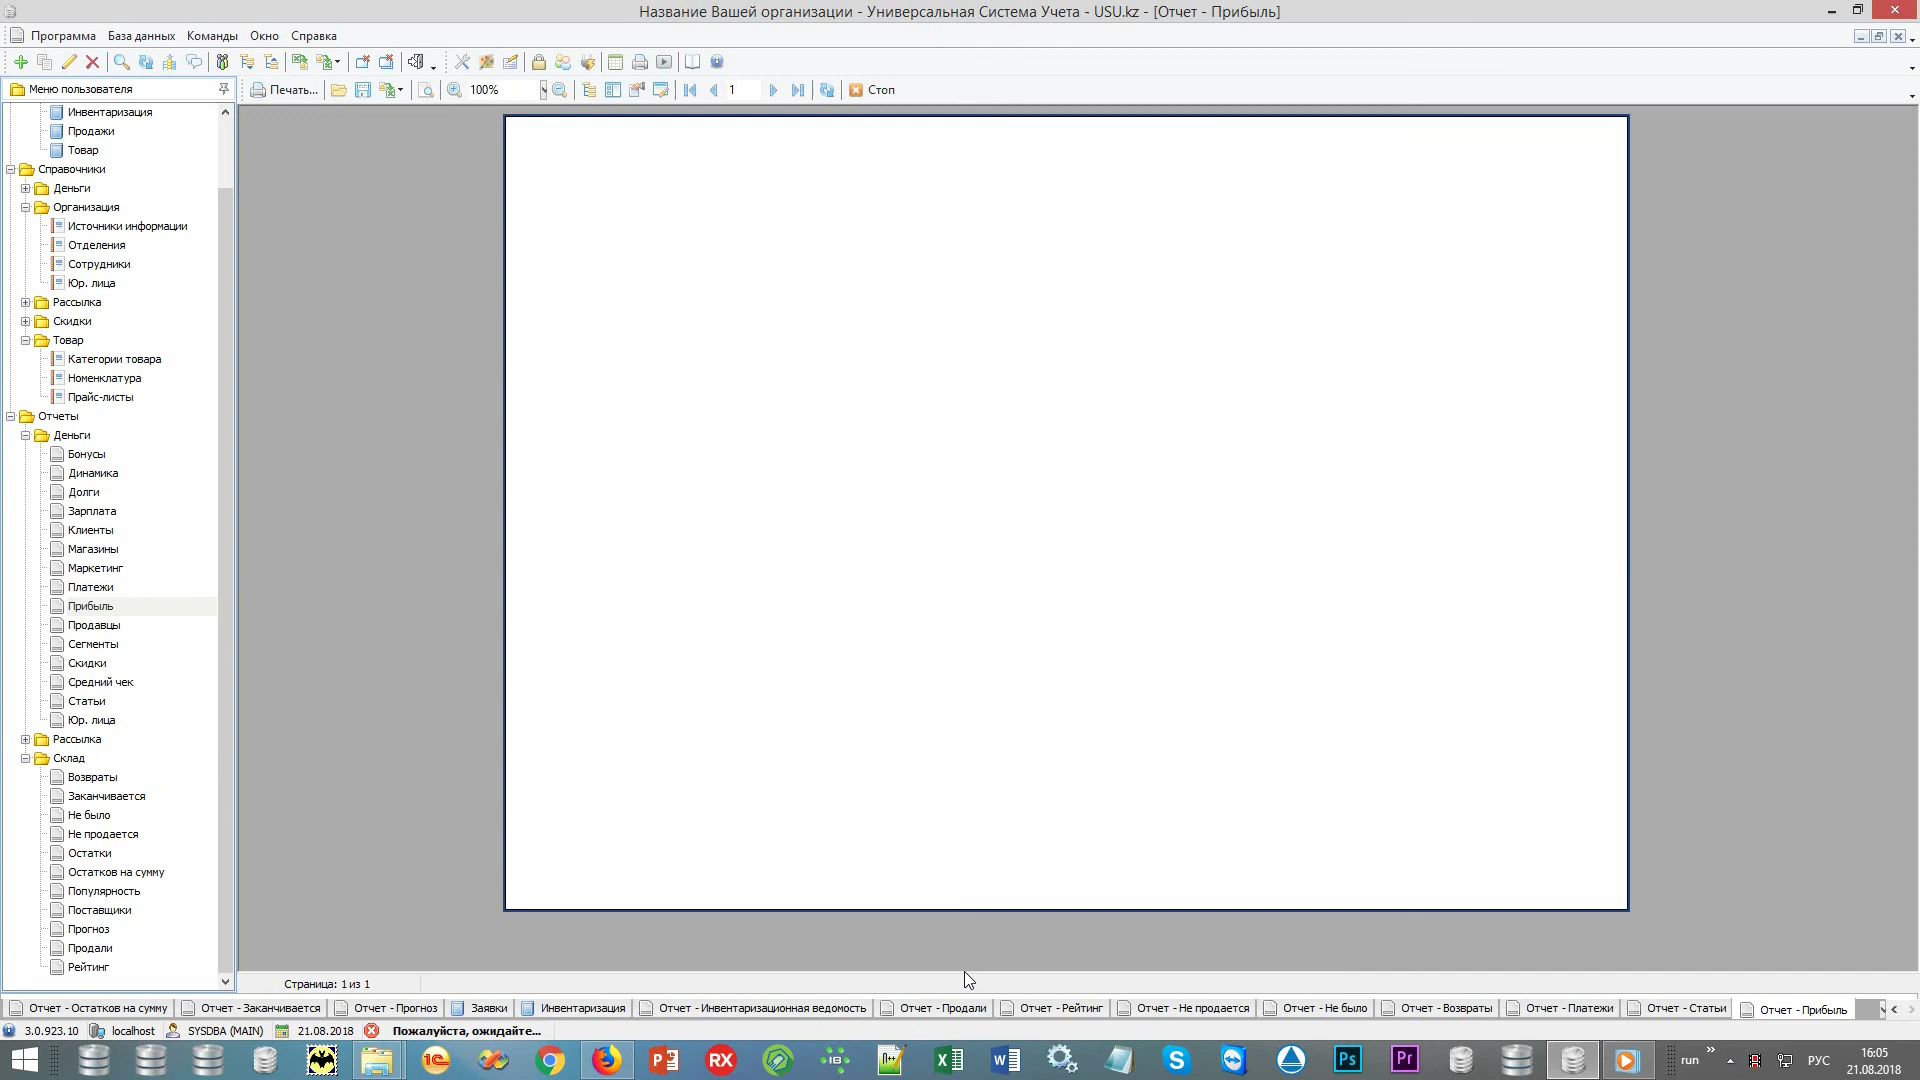 Название Вашей организации - Универсальная Система Учета - USU.kz - [Отчет - Прибыль]
Программа База данных Команды Окно Справка
Меню пользователя
Печать... 100% 1 Стоп
Инвентаризация
Продажи
Товар
Справочники
Деньги
Организация
Источники информации
Отделения
Сотрудники
Юр. лица
Рассылка
Скидки
Товар
Категории товара
Номенклатура
Прайс-листы
Отчеты
Деньги
Бонусы
Динамика
Долги
Зарплата
Клиенты
Магазины
Маркетинг
Платежи
Прибыль
Продавцы
Сегменты
Скидки
Средний чек
Статьи
Юр. лица
Рассылка
Склад
Возвраты
Заканчивается
Не было
Не продается
Остатки
Остатков на сумму
Популярность
Поставщики
Прогноз
Продали
Рейтинг
Страница: 1 из 1
Отчет - Остатков на сумму Отчет - Заканчивается Отчет - Прогноз Заявки Инвентаризация Отчет - Инвентаризационная ведомость Отчет - Продали Отчет - Рейтинг Отчет - Не продается Отчет - Не было Отчет - Возвраты Отчет - Платежи Отчет - Статьи Отчет - Прибыль
3.0.923.10 localhost SYSDBA (MAIN) 21.08.2018 Пожалуйста, ожидайте...
1С RX IB S Ps Pr run РУС 16:05
21.08.2018